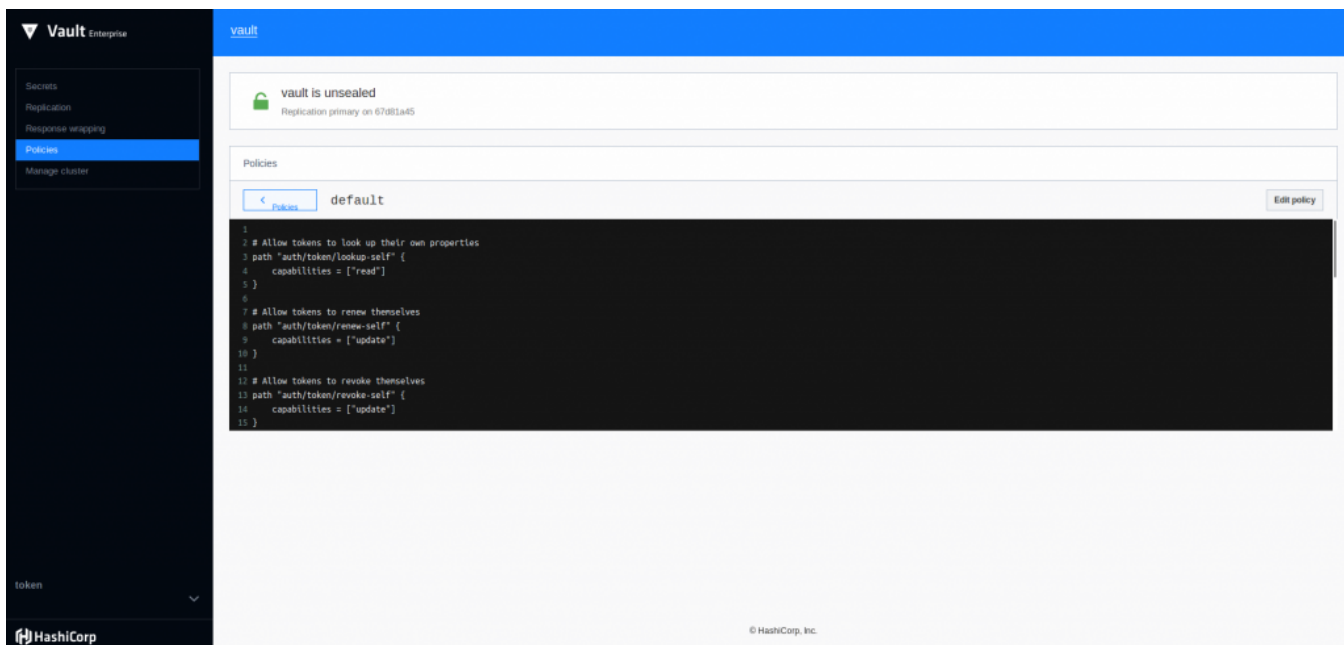 Vault Enterprise
vault
Secrets
Replication
Response wrapping
Policies
Manage cluster
vault is unsealed
Replication primary on 67d81a45
Policies
< Policies
default
Edit policy
1
2 # Allow tokens to look up their own properties
3 path "auth/token/lookup-self" {
4     capabilities = ["read"]
5 }
6
7 # Allow tokens to renew themselves
8 path "auth/token/renew-self" {
9     capabilities = ["update"]
10 }
11
12 # Allow tokens to revoke themselves
13 path "auth/token/revoke-self" {
14     capabilities = ["update"]
15 }
token
HashiCorp
© HashiCorp, Inc.